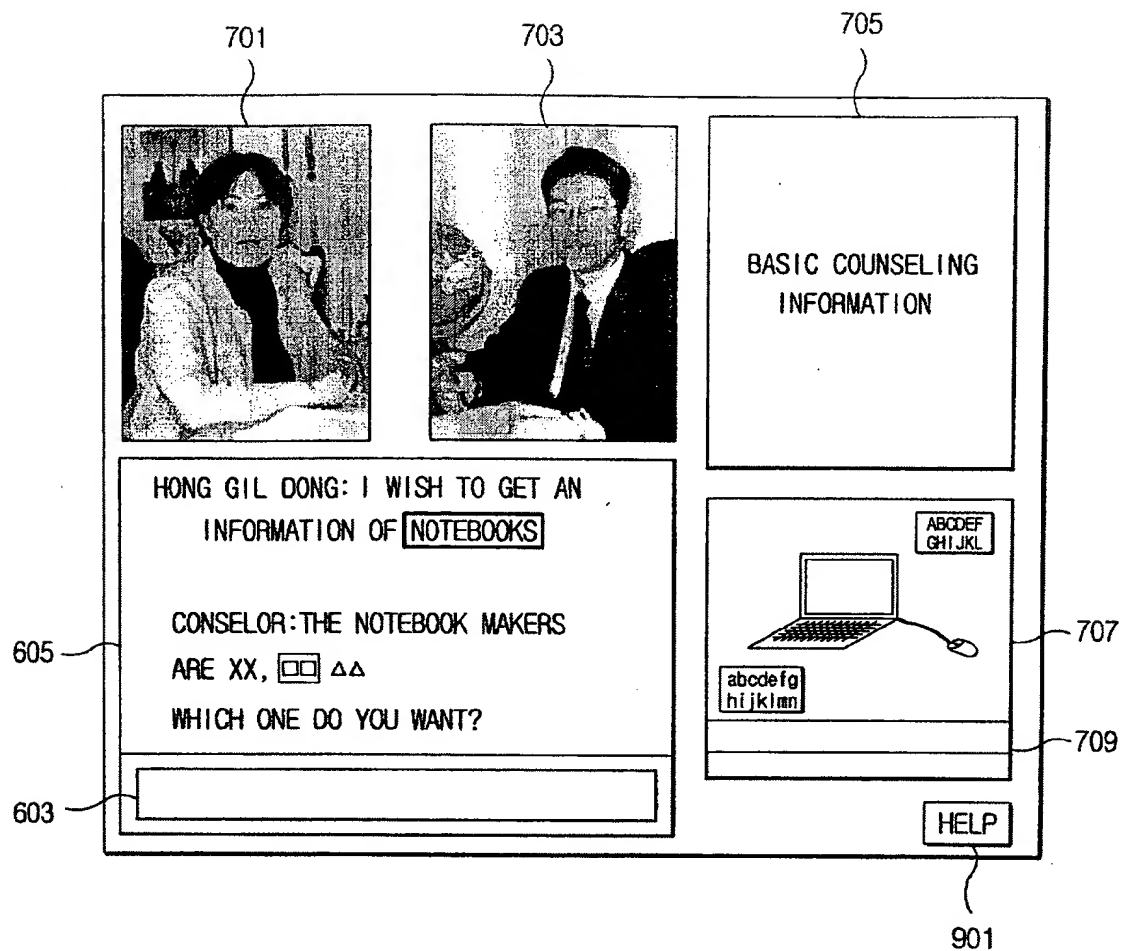 701
703
705
BASIC COUNSELING
INFORMATION
HONG GIL DONG: I WISH TO GET AN
INFORMATION OF NOTEBOOKS
CONSELOR:THE NOTEBOOK MAKERS
ARE XX, □□ △△
WHICH ONE DO YOU WANT?
605
603
ABCDEF
GHIJKL
abcdefg
hijklmn
707
709
HELP
901